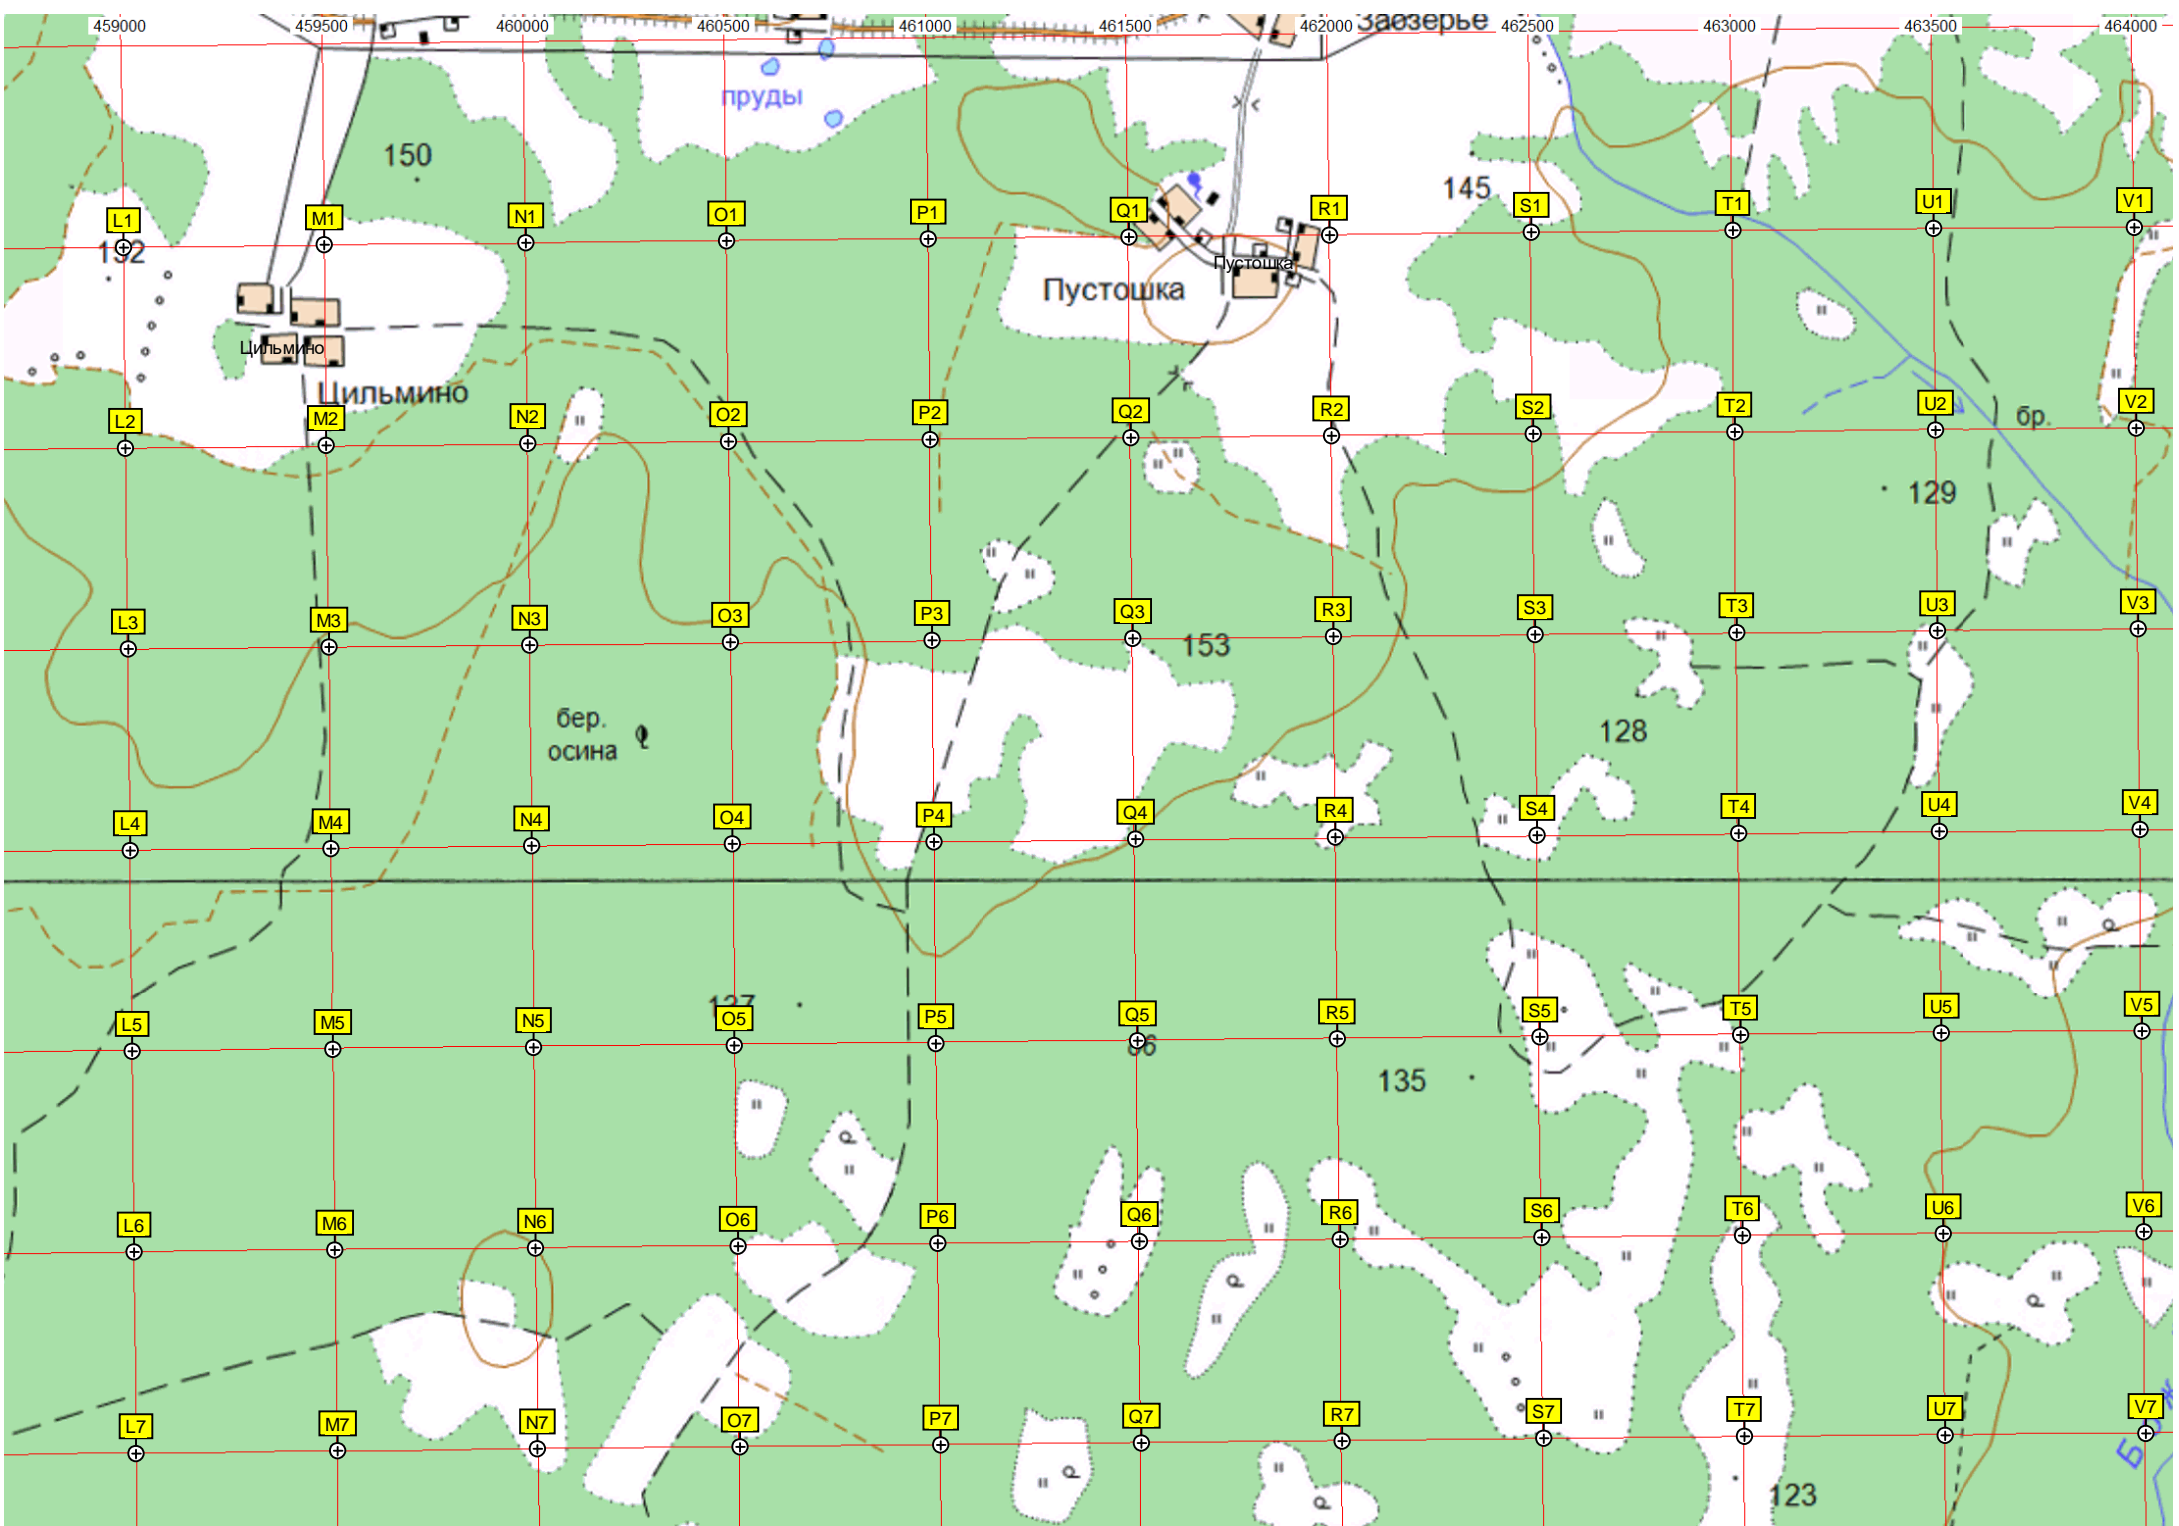 459000 459500 460000 460500 461000 461500 462000 462500 463000 463500 464000
Заозерье
пруды
150
145
L1 M1 N1 O1 P1 Q1 R1 S1 T1 U1 V1
152
Пустошка
Пустошка
Цильмино
Цильмино
L2 M2 N2 O2 P2 Q2 R2 S2 T2 U2 V2
бр.
129
L3 M3 N3 O3 P3 Q3 R3 S3 T3 U3 V3
153
бер.
осина
128
L4 M4 N4 O4 P4 Q4 R4 S4 T4 U4 V4
137
L5 M5 N5 O5 P5 Q5 R5 S5 T5 U5 V5
135
L6 M6 N6 O6 P6 Q6 R6 S6 T6 U6 V6
L7 M7 N7 O7 P7 Q7 R7 S7 T7 U7 V7
123